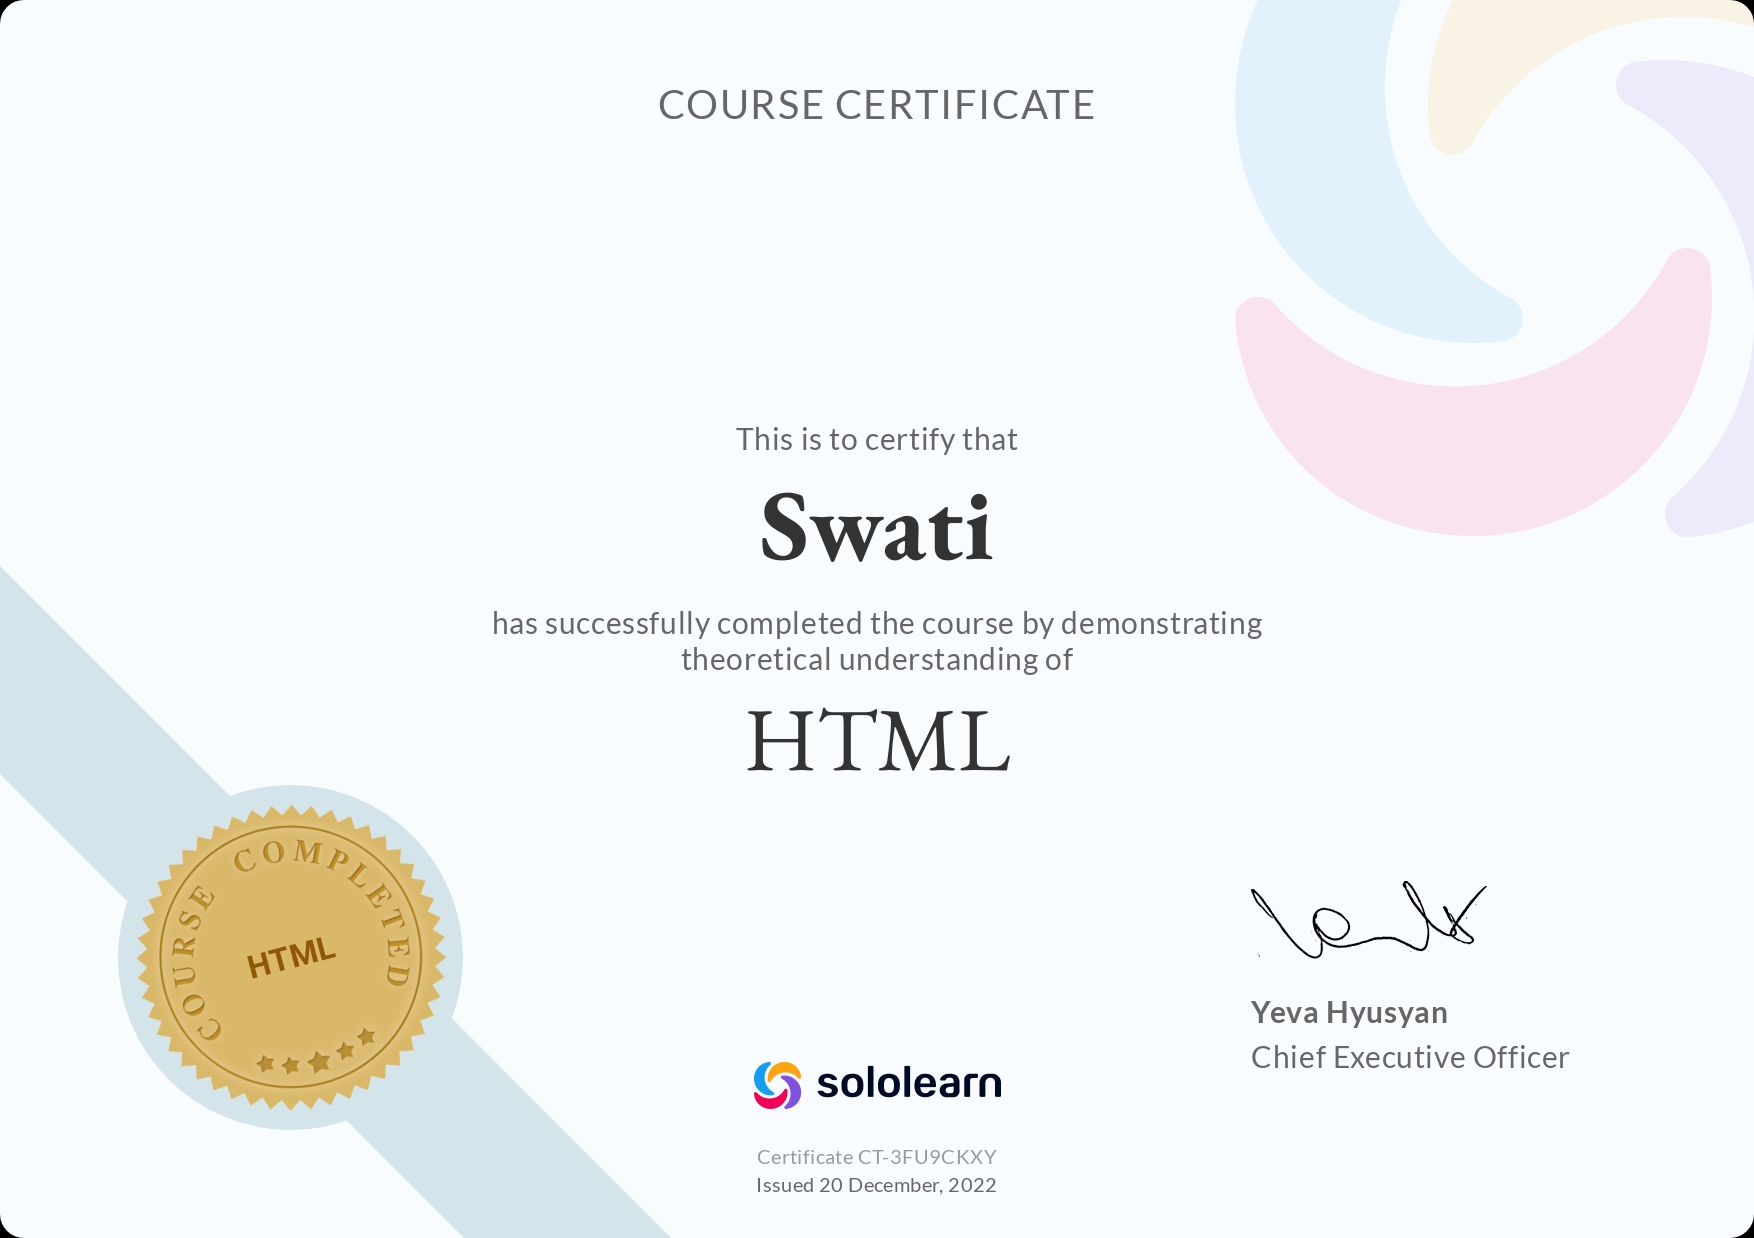 COURSE CERTIFICATE
This is to certify that
Swati
has successfully completed the course by demonstrating
theoretical understanding of
HTML
COURSE COMPLETED
HTML
Yeva Hyusyan
Chief Executive Officer
sololearn
Certificate CT-3FU9CKXY
Issued 20 December, 2022